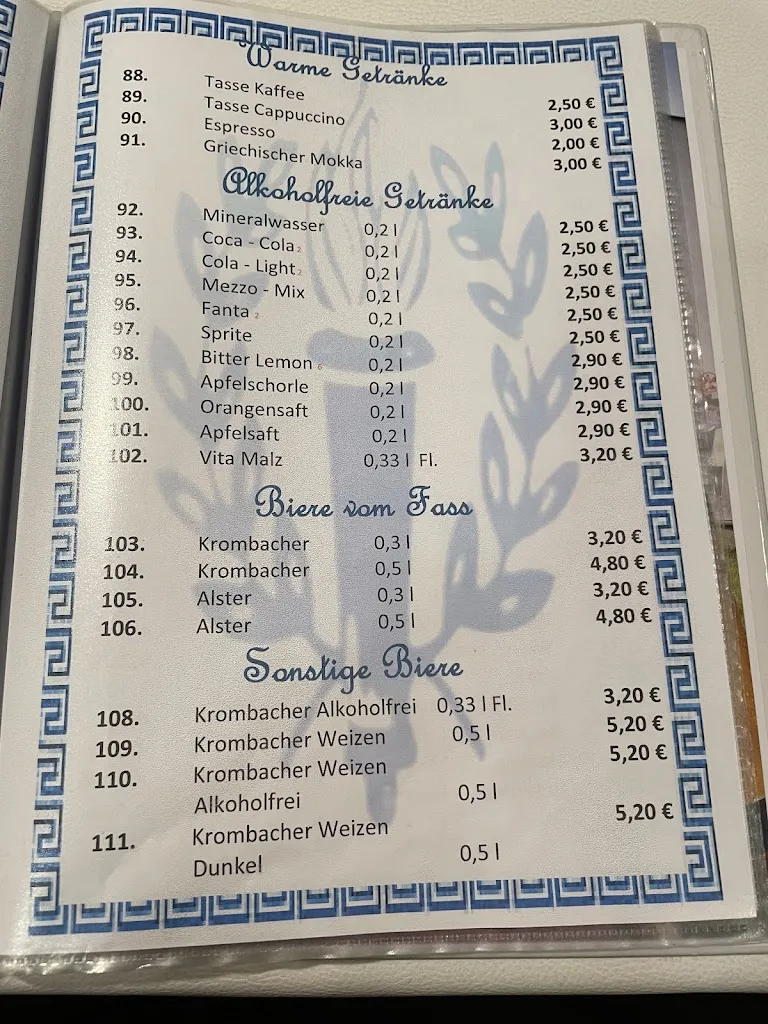 Warme Getränke
88. Tasse Kaffee 2,50 €
89. Tasse Cappuccino 3,00 €
90. Espresso 2,00 €
91. Griechischer Mokka 3,00 €
Alkoholfreie Getränke
92. Mineralwasser 0,2 l 2,50 €
93. Coca - Cola 2 0,2 l 2,50 €
94. Cola - Light 2 0,2 l 2,50 €
95. Mezzo - Mix 0,2 l 2,50 €
96. Fanta 2 0,2 l 2,50 €
97. Sprite 0,2 l 2,50 €
98. Bitter Lemon 6 0,2 l 2,90 €
99. Apfelschorle 0,2 l 2,90 €
100. Orangensaft 0,2 l 2,90 €
101. Apfelsaft 0,2 l 2,90 €
102. Vita Malz 0,33 l Fl. 3,20 €
Biere vom Fass
103. Krombacher 0,3 l 3,20 €
104. Krombacher 0,5 l 4,80 €
105. Alster 0,3 l 3,20 €
106. Alster 0,5 l 4,80 €
Sonstige Biere
108. Krombacher Alkoholfrei 0,33 l Fl. 3,20 €
109. Krombacher Weizen 0,5 l 5,20 €
110. Krombacher Weizen 5,20 €
Alkoholfrei 0,5 l
111. Krombacher Weizen 5,20 €
Dunkel 0,5 l